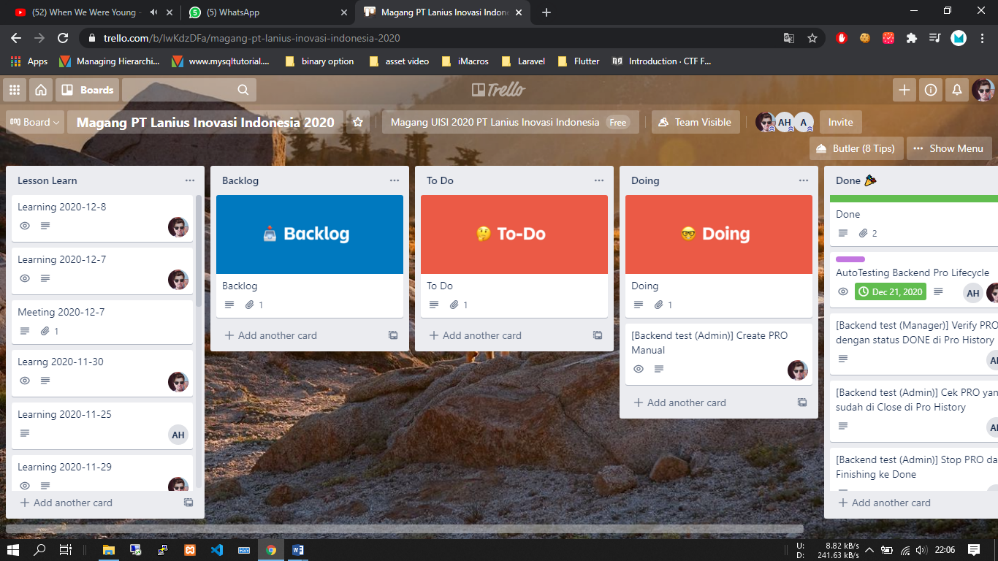 (52) When We Were Young -
(5) WhatsApp
Magang PT Lanius Inovasi Indone
trello.com/b/lwKdzDFa/magang-pt-lanius-inovasi-indonesia-2020
Apps
Managing Hierarchi...
www.mysqltutorial....
binary option
asset video
iMacros
Laravel
Flutter
Introduction · CTF F...
Boards
Trello
Board
Magang PT Lanius Inovasi Indonesia 2020
Magang UISI 2020 PT Lanius Inovasi Indonesia Free
Team Visible
AH
A
Invite
Butler (8 Tips)
Show Menu
Lesson Learn
Learning 2020-12-8
Learning 2020-12-7
Meeting 2020-12-7
1
Learng 2020-11-30
Learning 2020-11-25
AH
Learning 2020-11-29
Add another card
Backlog
Backlog
Backlog
1
Add another card
To Do
To-Do
To Do
1
Add another card
Doing
Doing
Doing
1
[Backend test (Admin)] Create PRO
Manual
Add another card
Done
Done
2
AutoTesting Backend Pro Lifecycle
Dec 21, 2020
AH
[Backend test (Manager)] Verify PRO
dengan status DONE di Pro History
[Backend test (Admin)] Cek PRO yan
sudah di Close di Pro History
[Backend test (Admin)] Stop PRO da
Finishing ke Done
Add another card
U: 8.82 kB/s
D: 241.63 kB/s
22:06